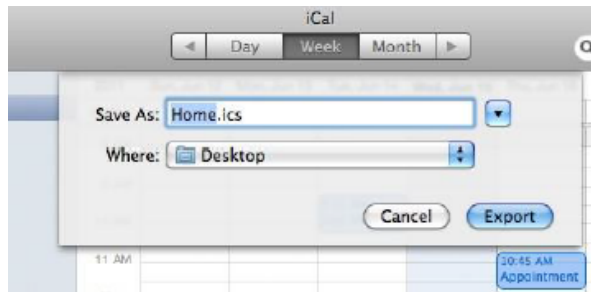 iCal
Day Week Month
Save As: Home.ics
Where: Desktop
Cancel Export
11 AM
10:45 AM
Appointment